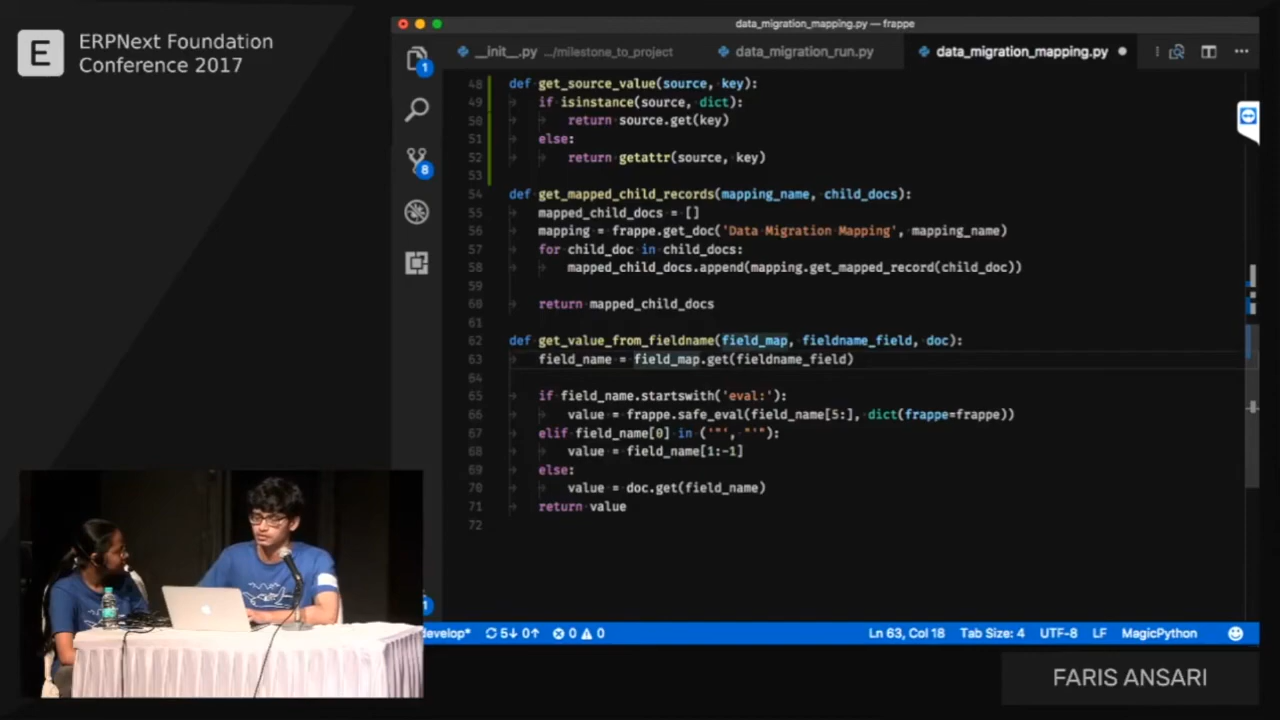 E
ERPNext Foundation
Conference 2017
data_migration_mapping.py — frappe
__init__.py .../milestone_to_project
data_migration_run.py
data_migration_mapping.py
1
8
48 def get_source_value(source, key):
49 if isinstance(source, dict):
50 return source.get(key)
51 else:
52 return getattr(source, key)
53
54 def get_mapped_child_records(mapping_name, child_docs):
55 mapped_child_docs = []
56 mapping = frappe.get_doc('Data Migration Mapping', mapping_name)
57 for child_doc in child_docs:
58 mapped_child_docs.append(mapping.get_mapped_record(child_doc))
59
60 return mapped_child_docs
61
62 def get_value_from_fieldname(field_map, fieldname_field, doc):
63 field_name = field_map.get(fieldname_field)
64
65 if field_name.startswith('eval:'):
66 value = frappe.safe_eval(field_name[5:], dict(frappe=frappe))
67 elif field_name[0] in ('"', "'"):
68 value = field_name[1:-1]
69 else:
70 value = doc.get(field_name)
71 return value
72
1
develop* 5↓ 0↑ 0 0 Ln 63, Col 18 Tab Size: 4 UTF-8 LF MagicPython
FARIS ANSARI